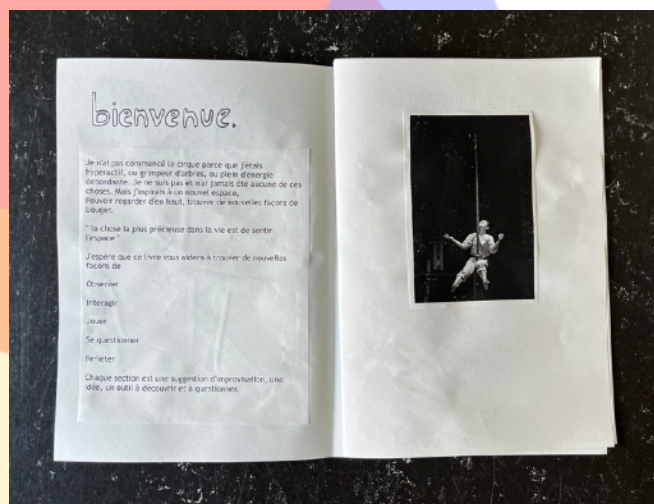 bienvenue.
Je n'ai pas commencé le cirque parce que j'étais
hyperactif, ou grimpeur d'arbres, ou plein d'énergie
débordante. Je ne suis pas et n'ai jamais été aucune de ces
choses. Mais j'aspirais à un nouvel espace,
Pouvoir regarder d'en haut, trouver de nouvelles façons de
bouger.
" la chose la plus précieuse dans la vie est de sentir
l'espace "
J'espère que ce livre vous aidera à trouver de nouvelles
façons de
Observer
Interagir
Jouer
Se questionner
Refléter
Chaque section est une suggestion d'improvisation, une
idée, un outil à découvrir et à questionner.